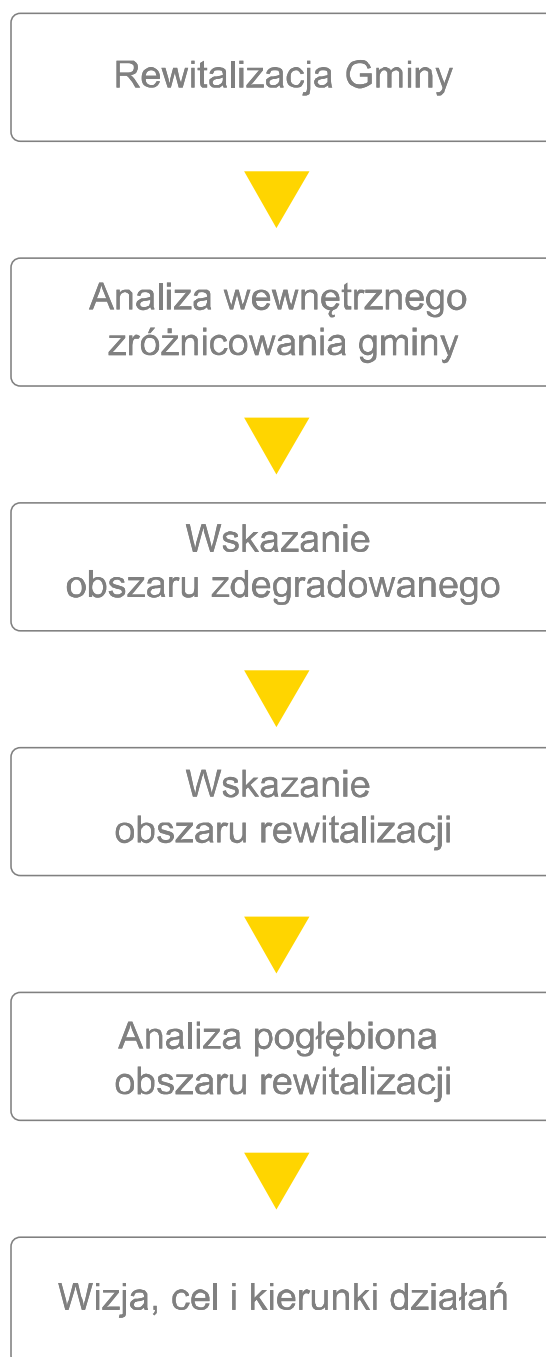 Rewitalizacja Gminy
Analiza wewnętrznego
zróżnicowania gminy
Wskazanie
obszaru zdegradowanego
Wskazanie
obszaru rewitalizacji
Analiza pogłębiona
obszaru rewitalizacji
Wizja, cel i kierunki działań